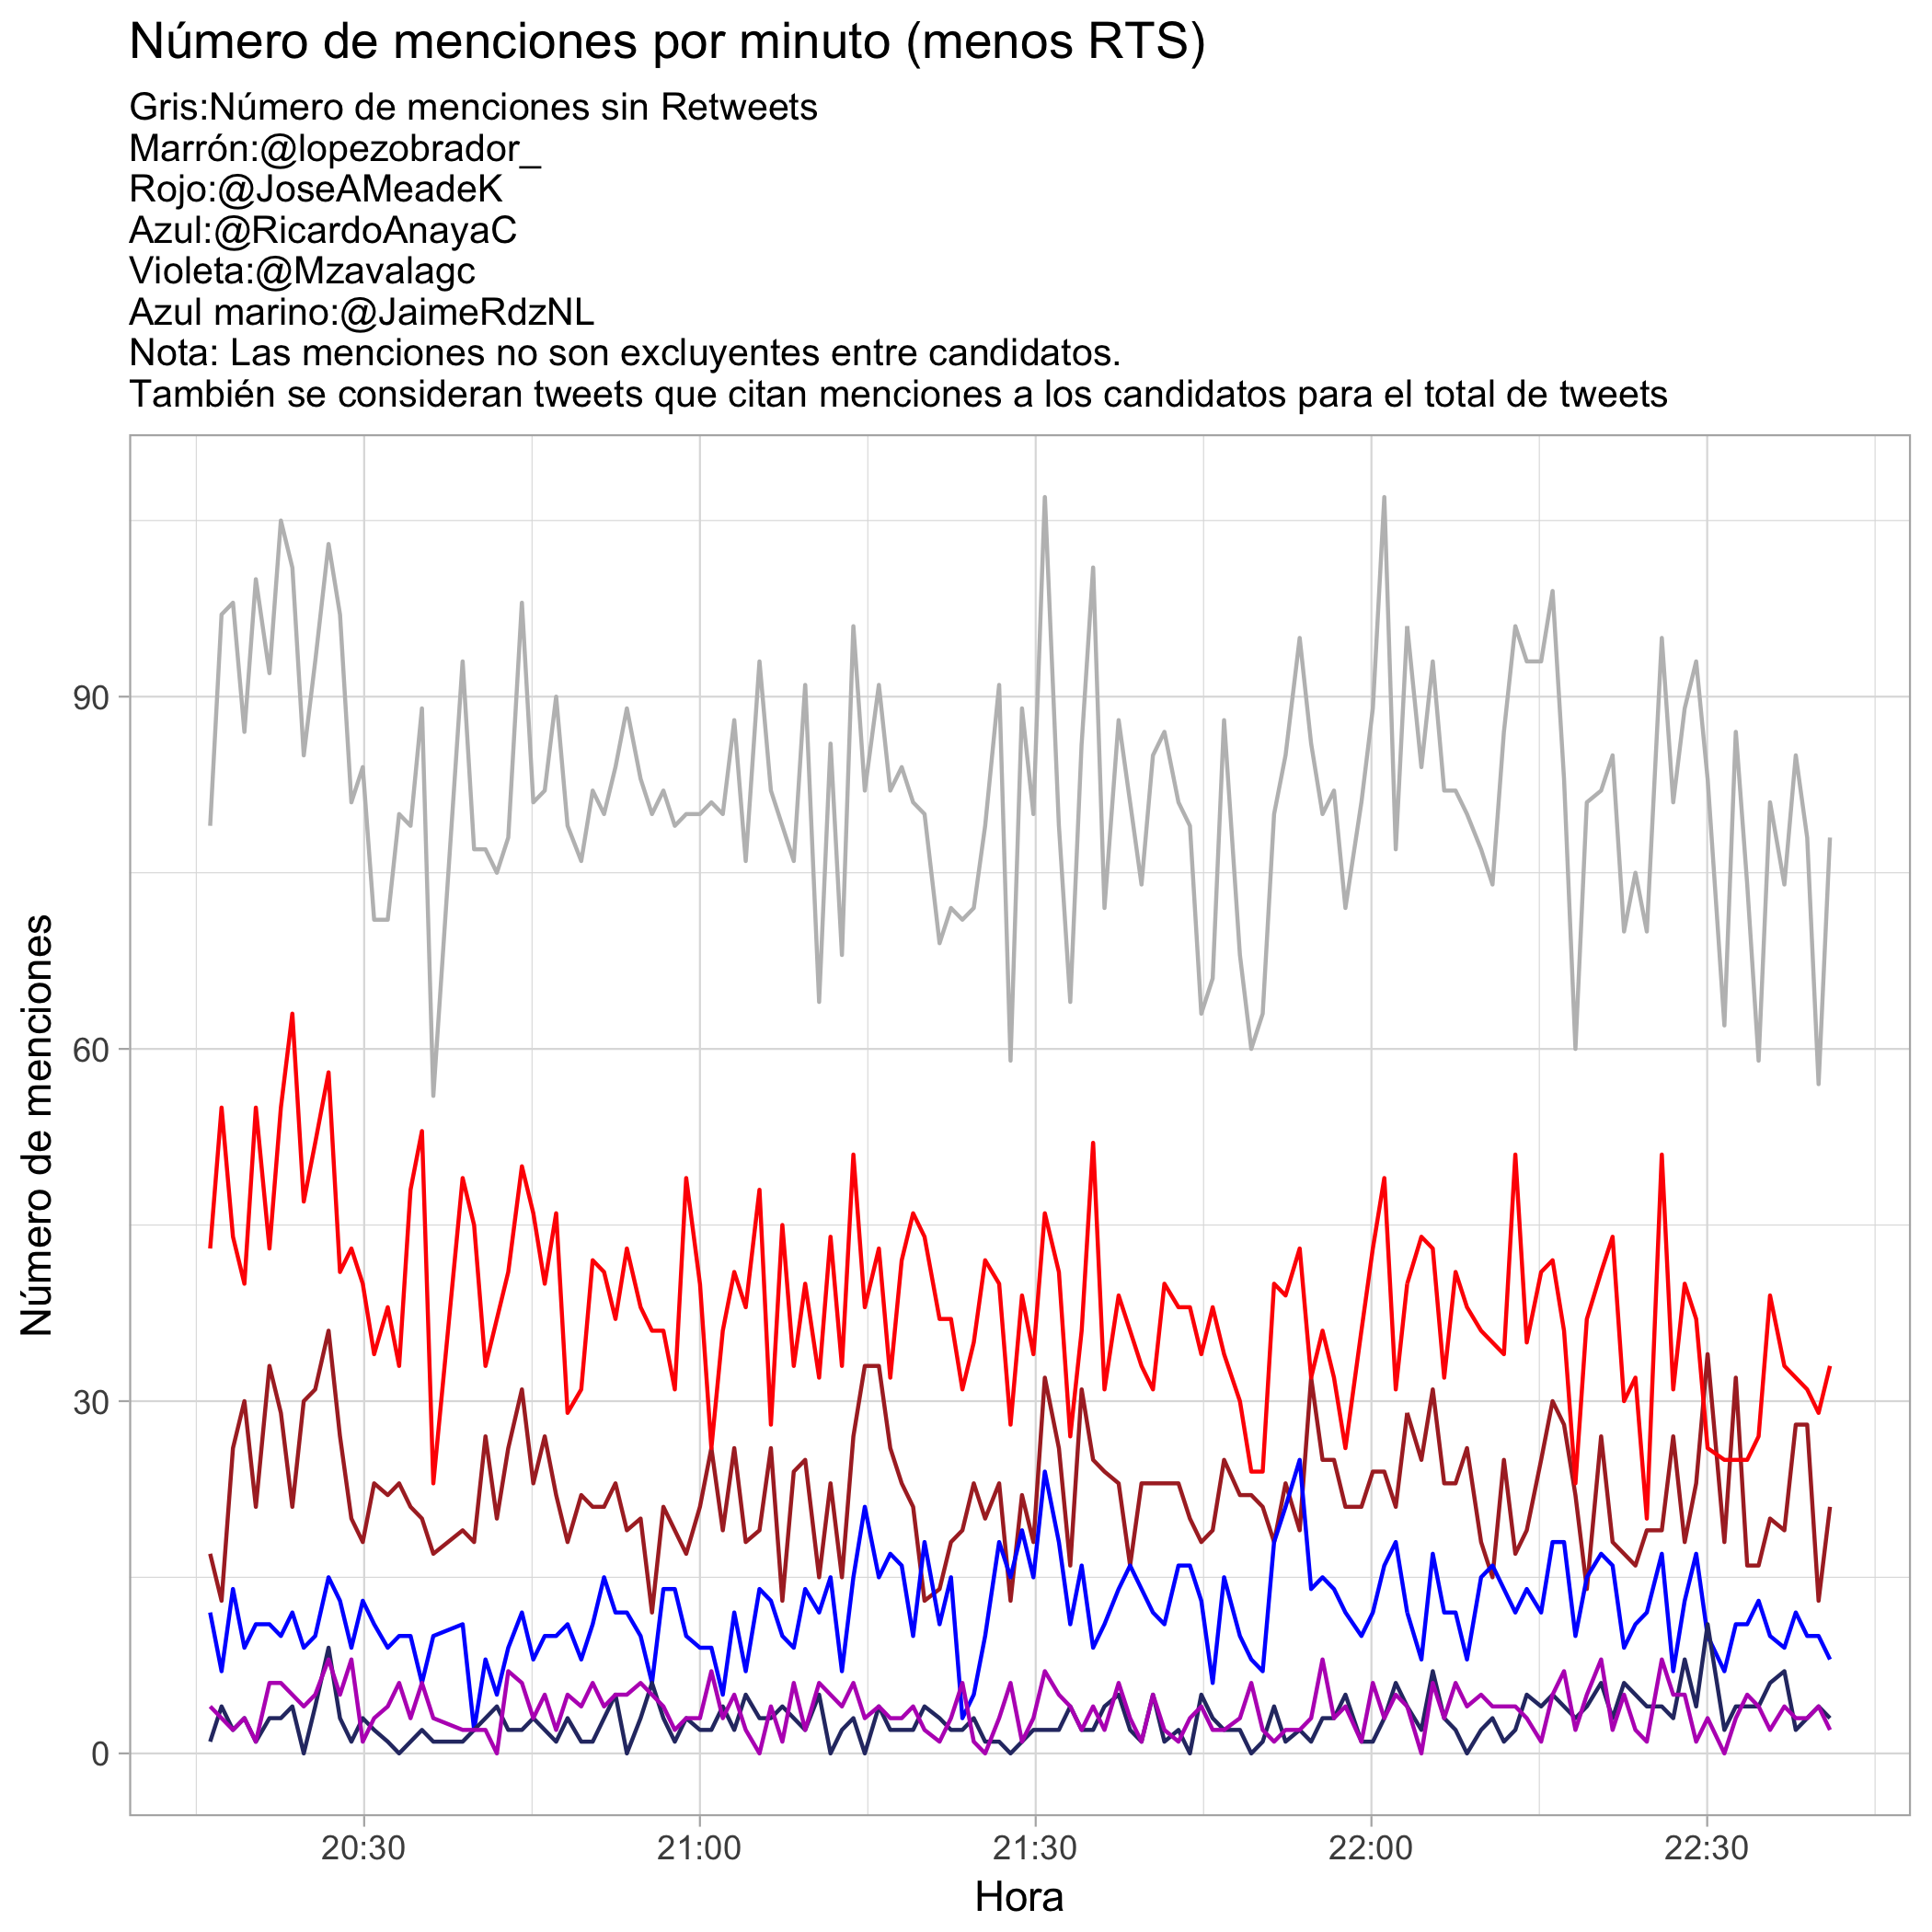 Número de menciones por minuto (menos RTS)
Gris:Número de menciones sin Retweets
Marrón:@lopezobrador_
Rojo:@JoseAMeadeK
Azul:@RicardoAnayaC
Violeta:@Mzavalagc
Azul marino:@JaimeRdzNL
Nota: Las menciones no son excluyentes entre candidatos.
También se consideran tweets que citan menciones a los candidatos para el total de tweets
Número de menciones
90
60
30
0
20:30
21:00
21:30
22:00
22:30
Hora